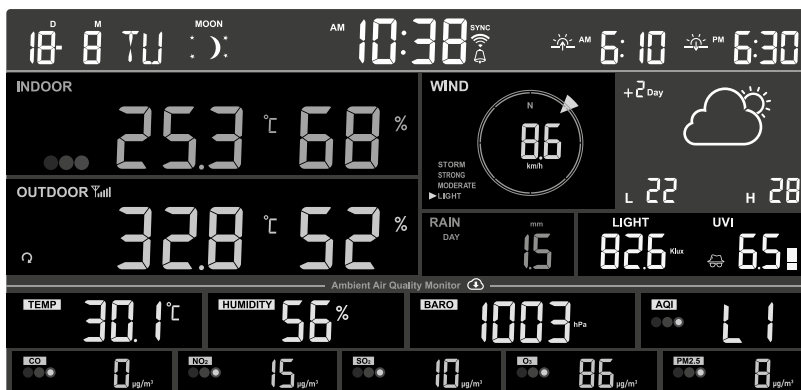 D M MOON
18- 8 TU AM 10:38 SYNC AM 6:10 PM 6:30
INDOOR
25.3 °C 68 %
OUTDOOR
32.8 °C 52 %
WIND
N
8.6
km/h
STORM
STRONG
MODERATE
LIGHT
+2 Day
L 22 H 28
RAIN mm
DAY 1.5
LIGHT UVI
82.6 Klux 6.5
Ambient Air Quality Monitor
TEMP 30.1 °C HUMIDITY 56 % BARO 1003 hPa AQI L1
CO 0 µg/m³ NO₂ 15 µg/m³ SO₂ 10 µg/m³ O₃ 86 µg/m³ PM2.5 8 µg/m³